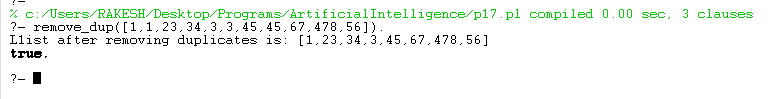 ?-
% c:/Users/RAKESH/Desktop/Programs/ArtificialIntelligence/p17.pl compiled 0.00 sec, 3 clauses
?- remove_dup([1,1,23,34,3,3,45,45,67,478,56]).
L1ist after removing duplicates is: [1,23,34,3,45,67,478,56]
true.
?-